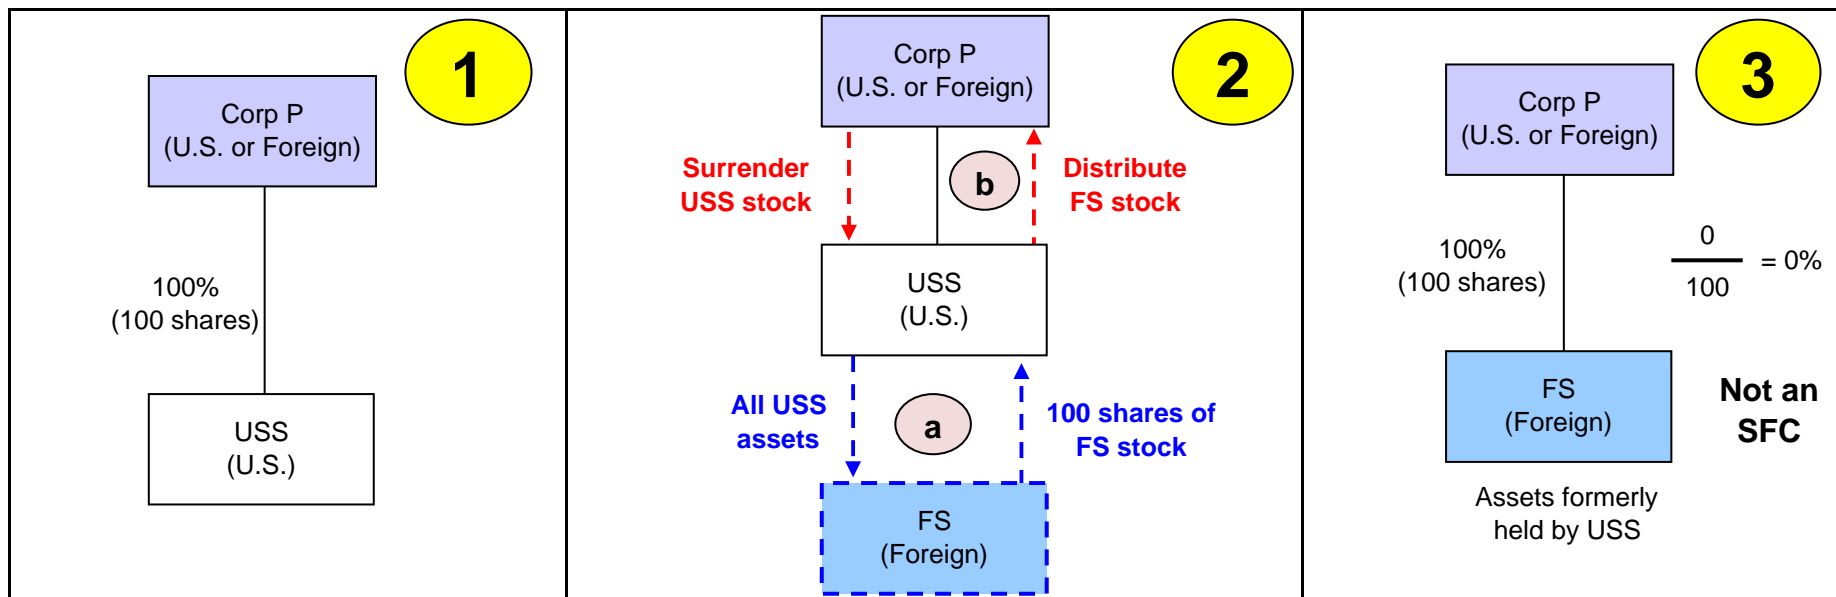 1
Corp P
(U.S. or Foreign)
100%
(100 shares)
USS
(U.S.)
2
Corp P
(U.S. or Foreign)
Surrender
USS stock
b
Distribute
FS stock
USS
(U.S.)
All USS
assets
a
100 shares of
FS stock
FS
(Foreign)
3
Corp P
(U.S. or Foreign)
100%
(100 shares)
0
100
= 0%
FS
(Foreign)
Not an
SFC
Assets formerly
held by USS